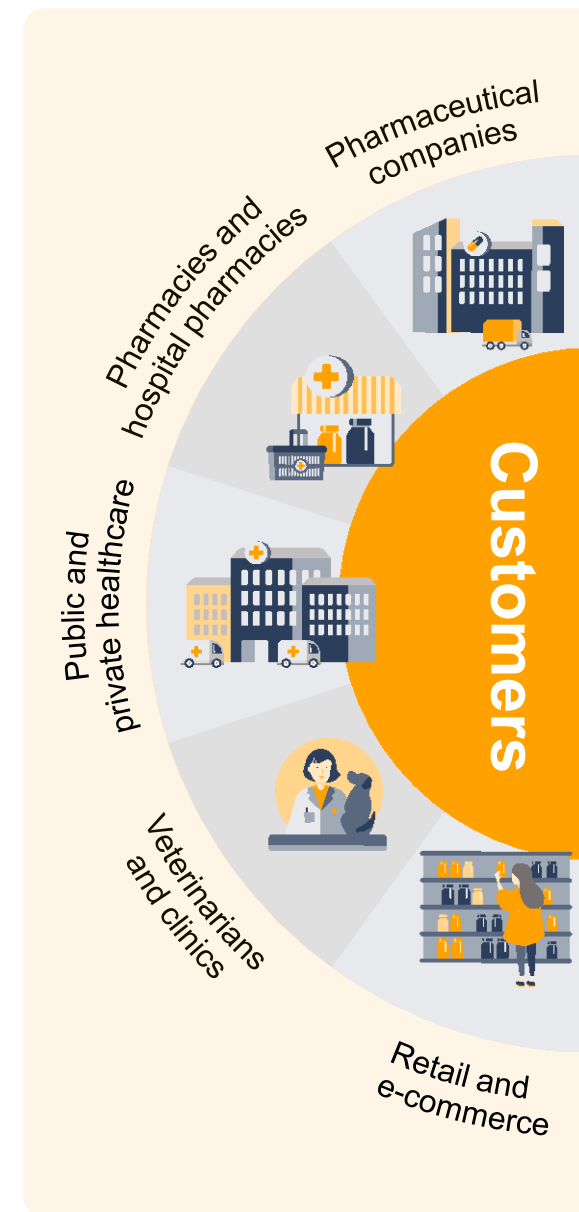 Pharmaceutical
companies
Pharmacies and
hospital pharmacies
Public and
private healthcare
Customers
Veterinarians
and clinics
Retail and
e-commerce